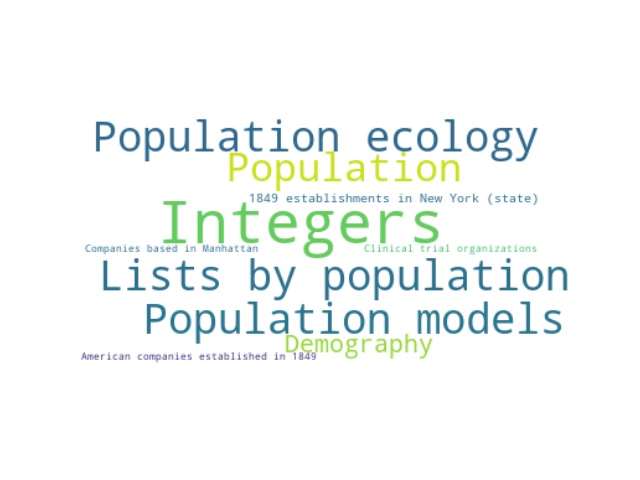 Population ecology
Population
1849 establishments in New York (state)
Integers
Companies based in Manhattan
Clinical trial organizations
Lists by population
Population models
Demography
American companies established in 1849